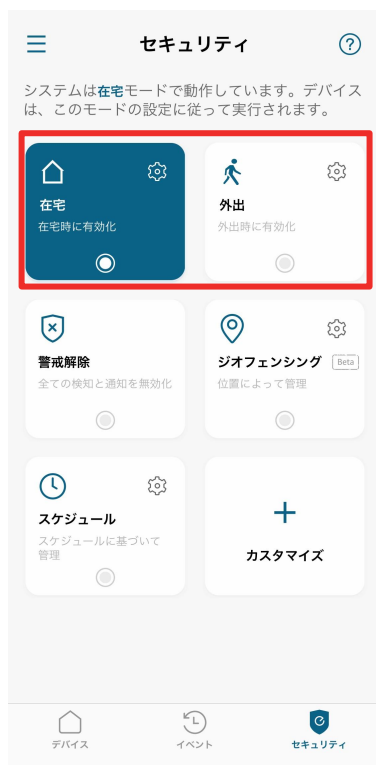 セキュリティ
システムは在宅モードで動作しています。デバイス
は、このモードの設定に従って実行されます。
在宅
在宅時に有効化
外出
外出時に有効化
警戒解除
全ての検知と通知を無効化
ジオフェンシング Beta
位置によって管理
スケジュール
スケジュールに基づいて
管理
カスタマイズ
デバイス
イベント
セキュリティ